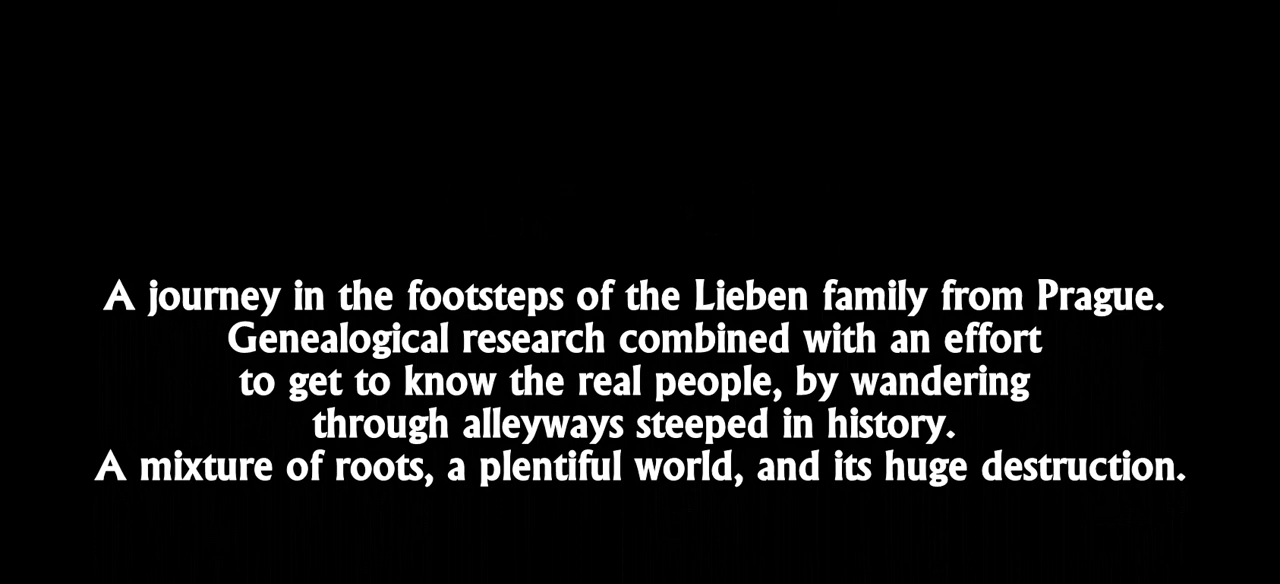 A journey in the footsteps of the Lieben family from Prague.
Genealogical research combined with an effort
to get to know the real people, by wandering
through alleyways steeped in history.
A mixture of roots, a plentiful world, and its huge destruction.